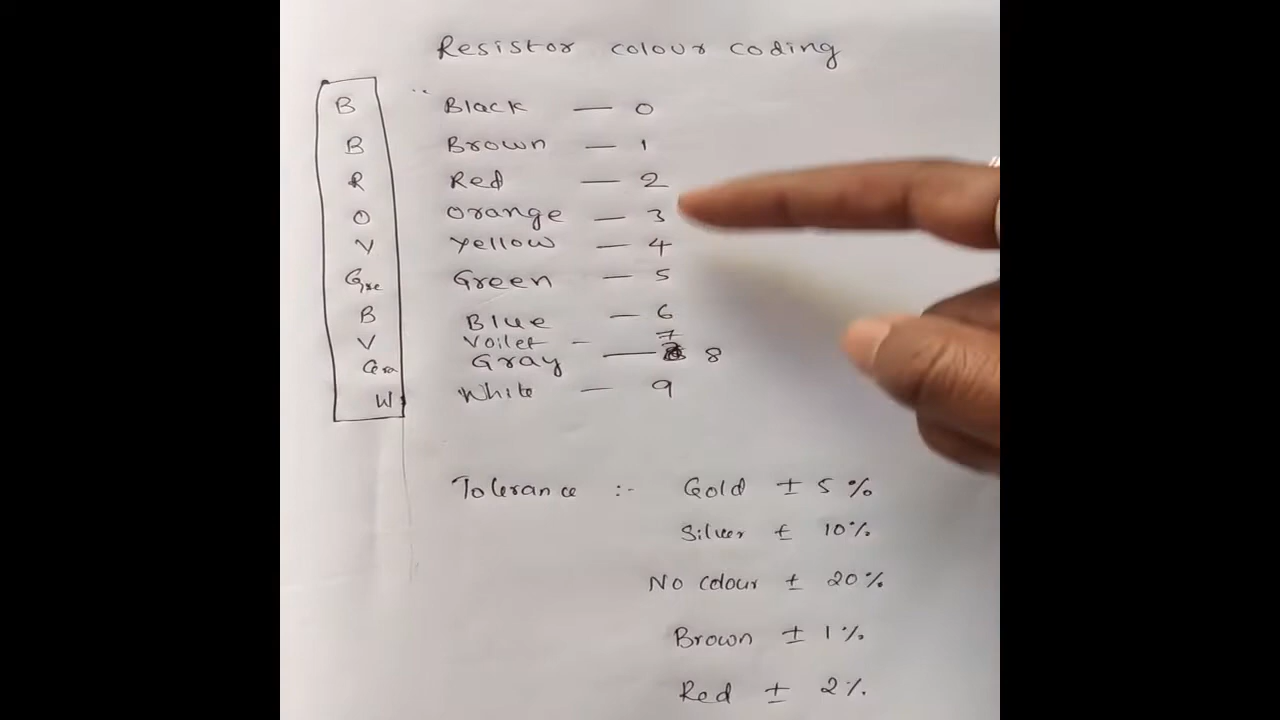 Resistor colour coding
B Black — 0
B Brown — 1
R Red — 2
O Orange — 3
Y Yellow — 4
Gre Green — 5
B Blue — 6
V Voilet - 7
Gra Gray — 8
W White — 9
Tolerance :- Gold ± 5%
Silver ± 10%
No colour ± 20%
Brown ± 1%
Red ± 2%